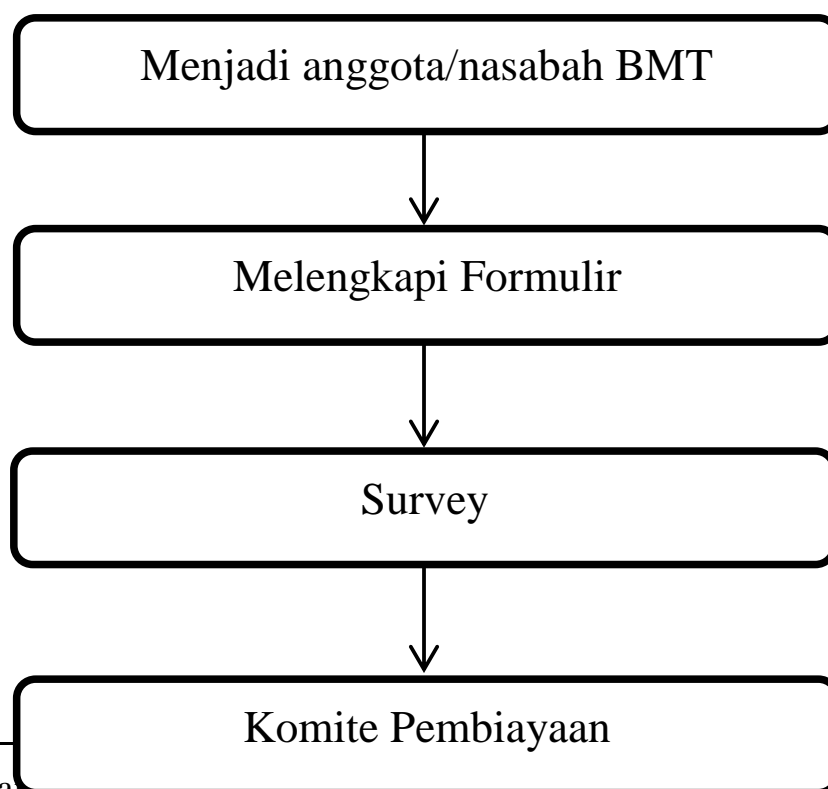 Menjadi anggota/nasabah BMT
Melengkapi Formulir
Survey
Komite Pembiayaan